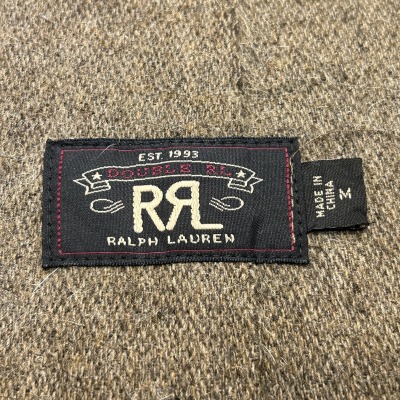 EST. 1993
DOUBLE RL
RRL
RALPH LAUREN
MADE IN
CHINA
M